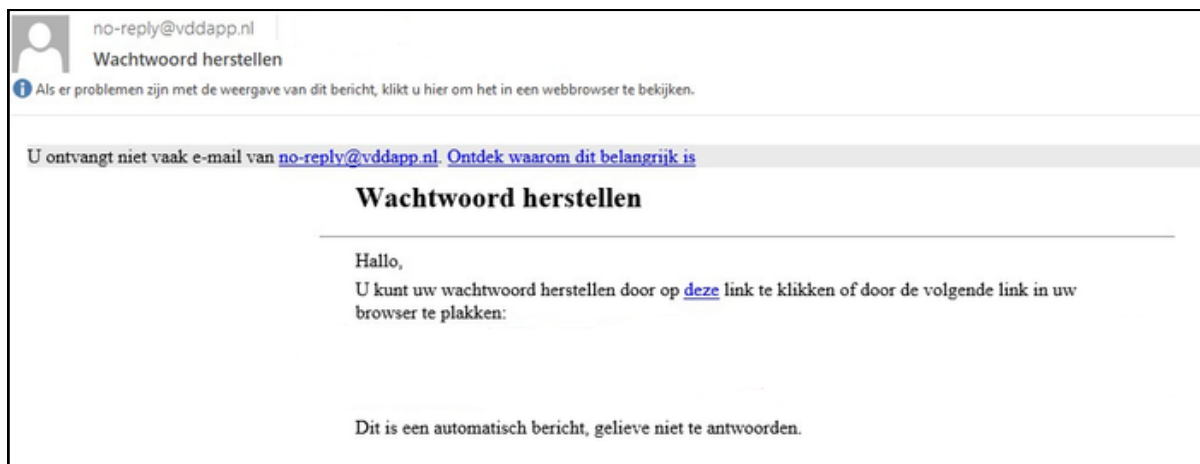 no-reply@vddapp.nl
Wachtwoord herstellen
Als er problemen zijn met de weergave van dit bericht, klikt u hier om het in een webbrowser te bekijken.
U ontvangt niet vaak e-mail van no-reply@vddapp.nl. Ontdek waarom dit belangrijk is
Wachtwoord herstellen
Hallo,
U kunt uw wachtwoord herstellen door op deze link te klikken of door de volgende link in uw
browser te plakken:
Dit is een automatisch bericht, gelieve niet te antwoorden.